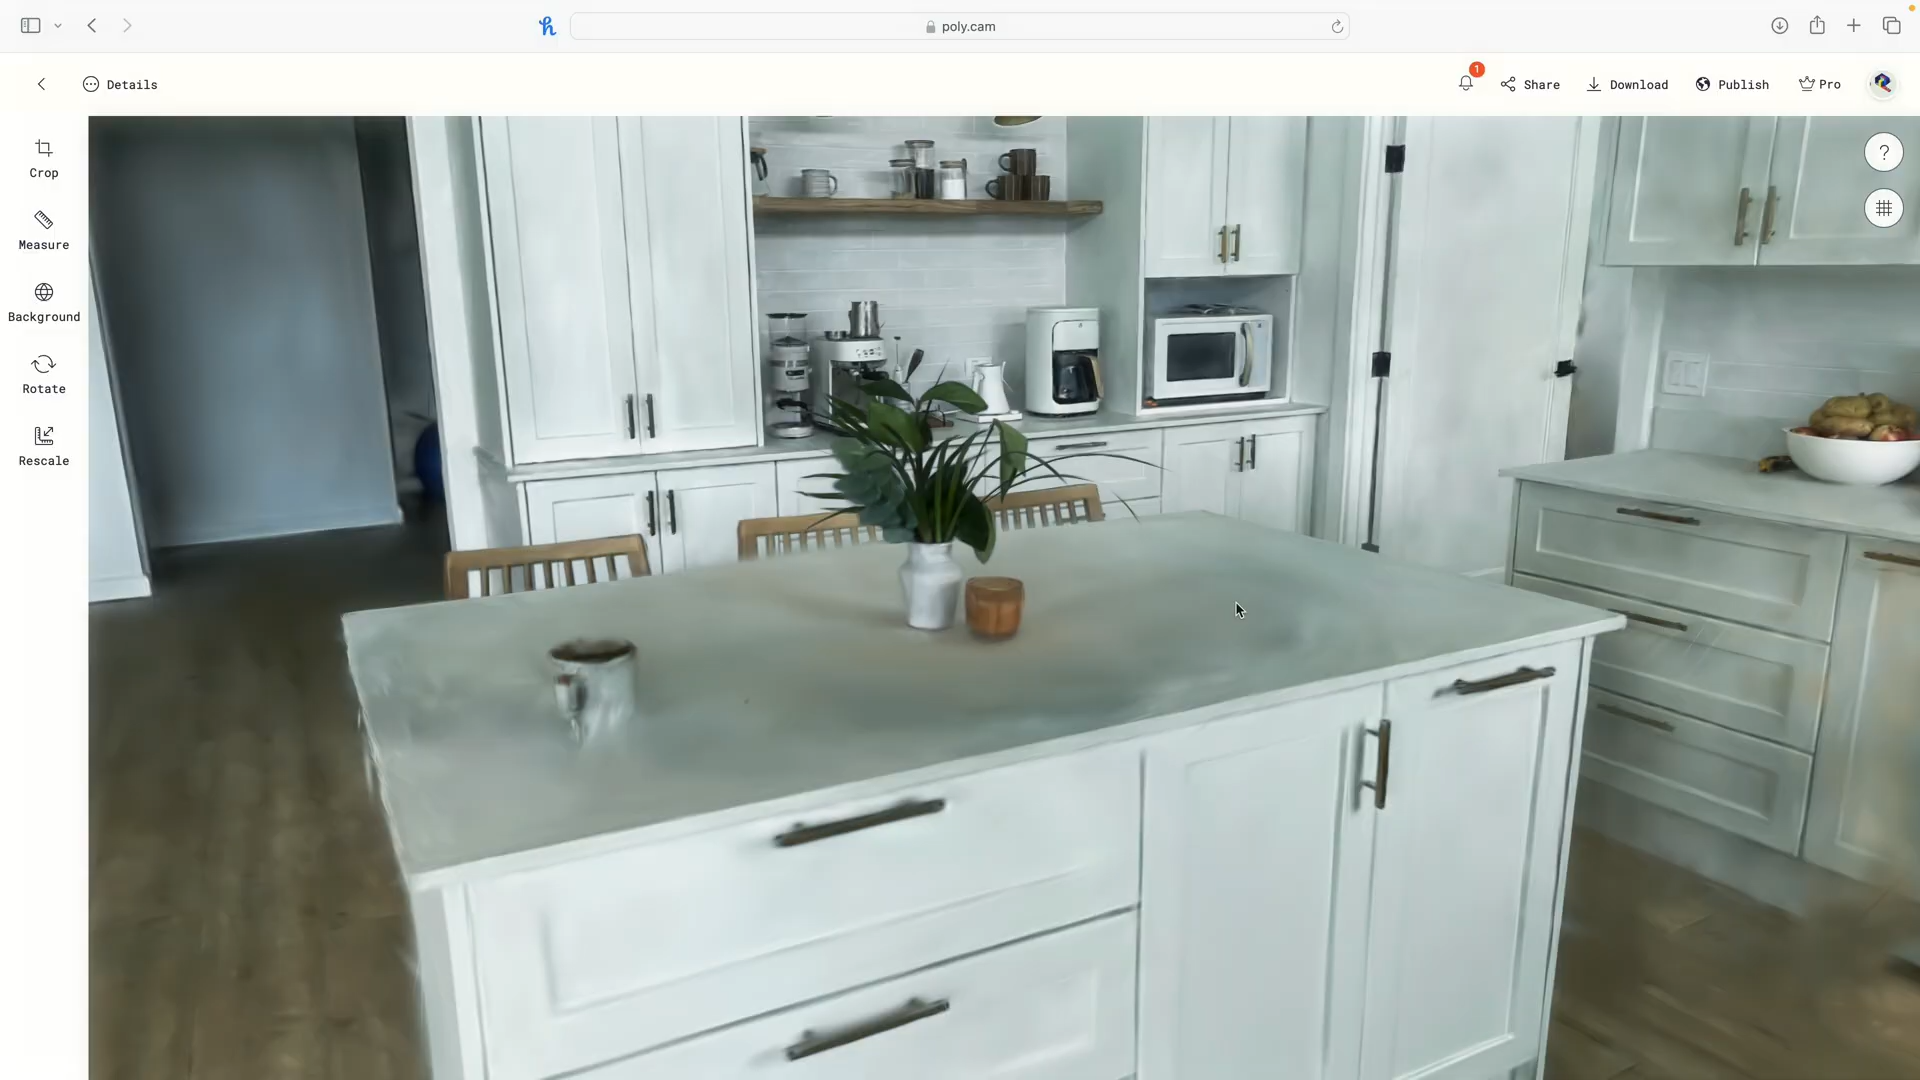 poly.cam
Details
1
Share
Download
Publish
Pro
?
Crop
Measure
Background
Rotate
Rescale